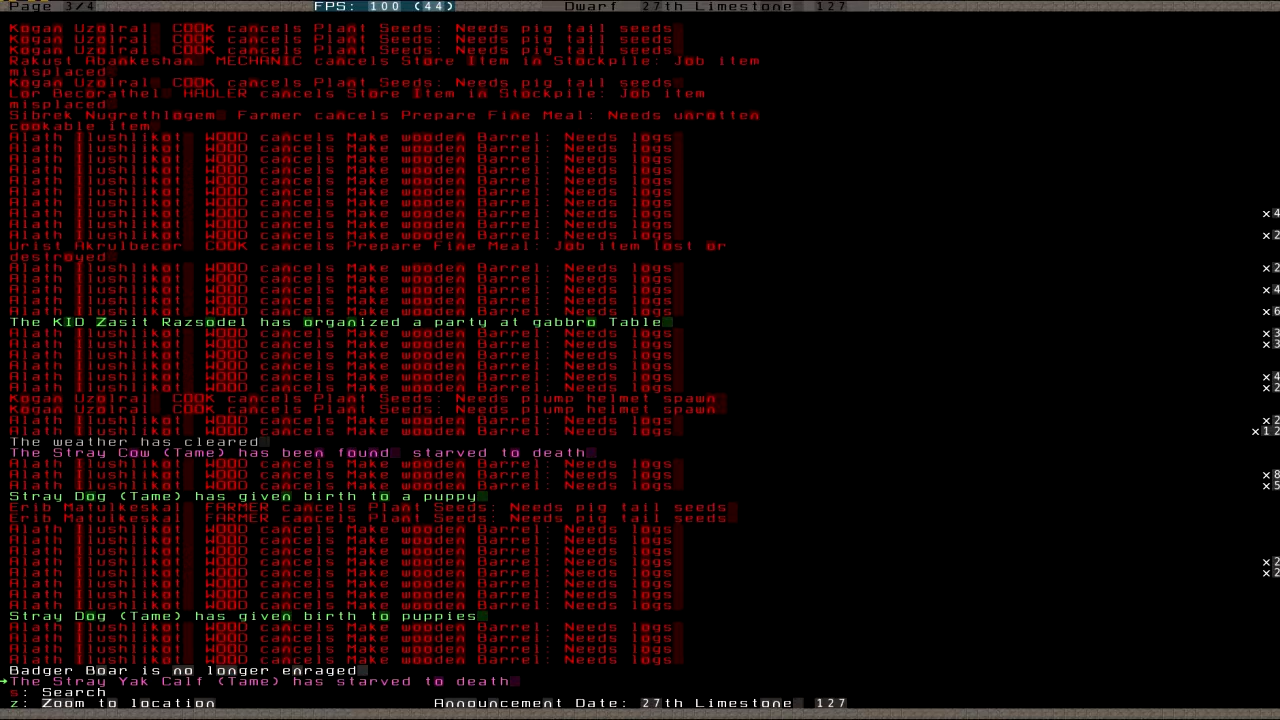 Page 3/4 FPS: 100 (44) Dwarf 27th Limestone 127
Kogan Uzolral, COOK cancels Plant Seeds: Needs pig tail seeds.
Kogan Uzolral, COOK cancels Plant Seeds: Needs pig tail seeds.
Kogan Uzolral, COOK cancels Plant Seeds: Needs pig tail seeds.
Rakust Abankeshan, MECHANIC cancels Store Item in Stockpile: Job item
misplaced.
Kogan Uzolral, COOK cancels Plant Seeds: Needs pig tail seeds.
Lor Becorathel, HAULER cancels Store Item in Stockpile: Job item
misplaced.
Sibrek Nugrethlogem, Farmer cancels Prepare Fine Meal: Needs unrotten
cookable item.
Alath Ilushlikot, WOOD cancels Make wooden Barrel: Needs logs.
Alath Ilushlikot, WOOD cancels Make wooden Barrel: Needs logs.
Alath Ilushlikot, WOOD cancels Make wooden Barrel: Needs logs.
Alath Ilushlikot, WOOD cancels Make wooden Barrel: Needs logs.
Alath Ilushlikot, WOOD cancels Make wooden Barrel: Needs logs.
Alath Ilushlikot, WOOD cancels Make wooden Barrel: Needs logs.
Alath Ilushlikot, WOOD cancels Make wooden Barrel: Needs logs.
Alath Ilushlikot, WOOD cancels Make wooden Barrel: Needs logs. x4
Alath Ilushlikot, WOOD cancels Make wooden Barrel: Needs logs.
Alath Ilushlikot, WOOD cancels Make wooden Barrel: Needs logs. x2
Urist Akrulbecor, COOK cancels Prepare Fine Meal: Job item lost or
destroyed.
Alath Ilushlikot, WOOD cancels Make wooden Barrel: Needs logs. x2
Alath Ilushlikot, WOOD cancels Make wooden Barrel: Needs logs.
Alath Ilushlikot, WOOD cancels Make wooden Barrel: Needs logs. x4
Alath Ilushlikot, WOOD cancels Make wooden Barrel: Needs logs.
Alath Ilushlikot, WOOD cancels Make wooden Barrel: Needs logs. x6
The KID Zasit Razsodel has organized a party at gabbro Table.
Alath Ilushlikot, WOOD cancels Make wooden Barrel: Needs logs. x3
Alath Ilushlikot, WOOD cancels Make wooden Barrel: Needs logs. x3
Alath Ilushlikot, WOOD cancels Make wooden Barrel: Needs logs.
Alath Ilushlikot, WOOD cancels Make wooden Barrel: Needs logs.
Alath Ilushlikot, WOOD cancels Make wooden Barrel: Needs logs. x4
Alath Ilushlikot, WOOD cancels Make wooden Barrel: Needs logs. x2
Kogan Uzolral, COOK cancels Plant Seeds: Needs plump helmet spawn.
Kogan Uzolral, COOK cancels Plant Seeds: Needs plump helmet spawn.
Alath Ilushlikot, WOOD cancels Make wooden Barrel: Needs logs. x2
Alath Ilushlikot, WOOD cancels Make wooden Barrel: Needs logs. x12
The weather has cleared.
The Stray Cow (Tame) has been found, starved to death.
Alath Ilushlikot, WOOD cancels Make wooden Barrel: Needs logs. x8
Alath Ilushlikot, WOOD cancels Make wooden Barrel: Needs logs. x5
Stray Dog (Tame) has given birth to a puppy.
Erib Matulkeskal, FARMER cancels Plant Seeds: Needs pig tail seeds.
Erib Matulkeskal, FARMER cancels Plant Seeds: Needs pig tail seeds.
Alath Ilushlikot, WOOD cancels Make wooden Barrel: Needs logs.
Alath Ilushlikot, WOOD cancels Make wooden Barrel: Needs logs.
Alath Ilushlikot, WOOD cancels Make wooden Barrel: Needs logs.
Alath Ilushlikot, WOOD cancels Make wooden Barrel: Needs logs. x2
Alath Ilushlikot, WOOD cancels Make wooden Barrel: Needs logs. x2
Alath Ilushlikot, WOOD cancels Make wooden Barrel: Needs logs.
Alath Ilushlikot, WOOD cancels Make wooden Barrel: Needs logs.
Alath Ilushlikot, WOOD cancels Make wooden Barrel: Needs logs.
Stray Dog (Tame) has given birth to puppies.
Alath Ilushlikot, WOOD cancels Make wooden Barrel: Needs logs.
Alath Ilushlikot, WOOD cancels Make wooden Barrel: Needs logs.
Alath Ilushlikot, WOOD cancels Make wooden Barrel: Needs logs.
Alath Ilushlikot, WOOD cancels Make wooden Barrel: Needs logs.
Badger Boar is no longer enraged.
The Stray Yak Calf (Tame) has starved to death.
s: Search
z: Zoom to location Announcement Date: 27th Limestone, 127